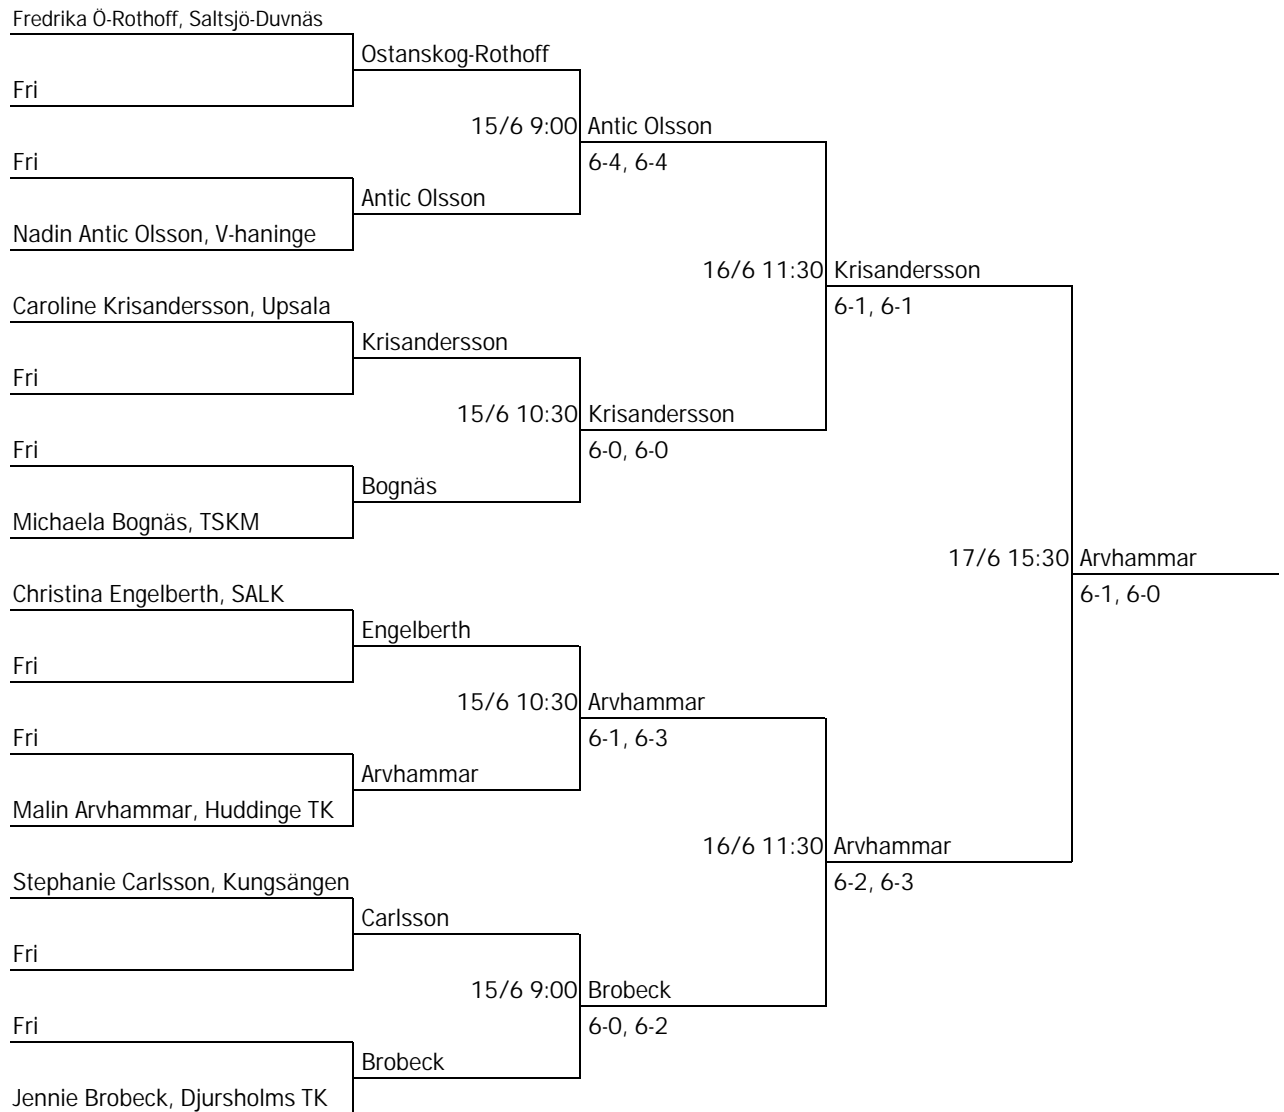 Fredrika Ö-Rothoff, Saltsjö-Duvnäs
Ostanskog-Rothoff
Fri
15/6 9:00 Antic Olsson
Fri
6-4, 6-4
Antic Olsson
Nadin Antic Olsson, V-haninge
16/6 11:30 Krisandersson
Caroline Krisandersson, Upsala
6-1, 6-1
Krisandersson
Fri
15/6 10:30 Krisandersson
Fri
6-0, 6-0
Bognäs
Michaela Bognäs, TSKM
17/6 15:30 Arvhammar
Christina Engelberth, SALK
6-1, 6-0
Engelberth
Fri
15/6 10:30 Arvhammar
Fri
6-1, 6-3
Arvhammar
Malin Arvhammar, Huddinge TK
16/6 11:30 Arvhammar
Stephanie Carlsson, Kungsängen
6-2, 6-3
Carlsson
Fri
15/6 9:00 Brobeck
Fri
6-0, 6-2
Brobeck
Jennie Brobeck, Djursholms TK